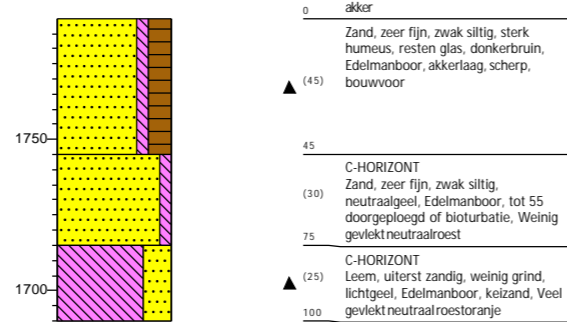 0 akker
Zand, zeer fijn, zwak siltig, sterk
humeus, resten glas, donkerbruin,
Edelmanboor, akkerlaag, scherp,
(45) bouwvoor
1750
45
C-HORIZONT
Zand, zeer fijn, zwak siltig,
(30) neutraalgeel, Edelmanboor, tot 55
doorgeploegd of bioturbatie, Weinig
75 gevlekt neutraalroest
C-HORIZONT
(25) Leem, uiterst zandig, weinig grind,
1700 lichtgeel, Edelmanboor, keizand, Veel
100 gevlekt neutraal roestoranje